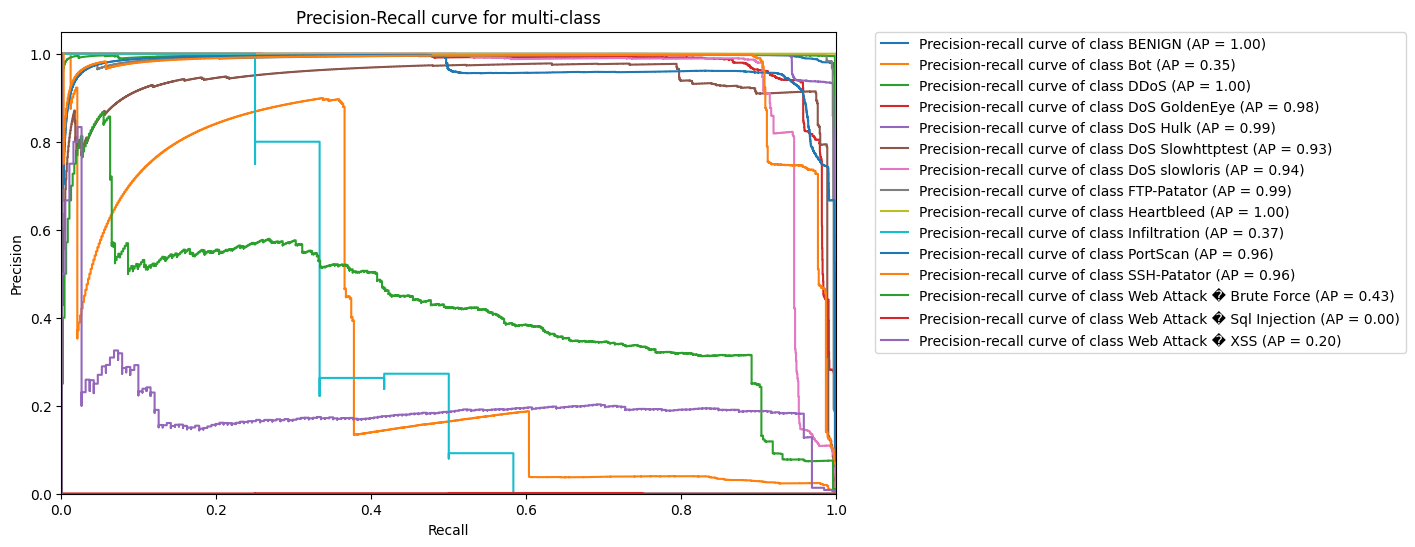 Precision-Recall curve for multi-class
1.0
0.8
0.6
0.4
0.2
0.0
Precision
0.0 0.2 0.4 0.6 0.8 1.0
Recall
Precision-recall curve of class BENIGN (AP = 1.00)
Precision-recall curve of class Bot (AP = 0.35)
Precision-recall curve of class DDoS (AP = 1.00)
Precision-recall curve of class DoS GoldenEye (AP = 0.98)
Precision-recall curve of class DoS Hulk (AP = 0.99)
Precision-recall curve of class DoS Slowhttptest (AP = 0.93)
Precision-recall curve of class DoS slowloris (AP = 0.94)
Precision-recall curve of class FTP-Patator (AP = 0.99)
Precision-recall curve of class Heartbleed (AP = 1.00)
Precision-recall curve of class Infiltration (AP = 0.37)
Precision-recall curve of class PortScan (AP = 0.96)
Precision-recall curve of class SSH-Patator (AP = 0.96)
Precision-recall curve of class Web Attack � Brute Force (AP = 0.43)
Precision-recall curve of class Web Attack � Sql Injection (AP = 0.00)
Precision-recall curve of class Web Attack � XSS (AP = 0.20)